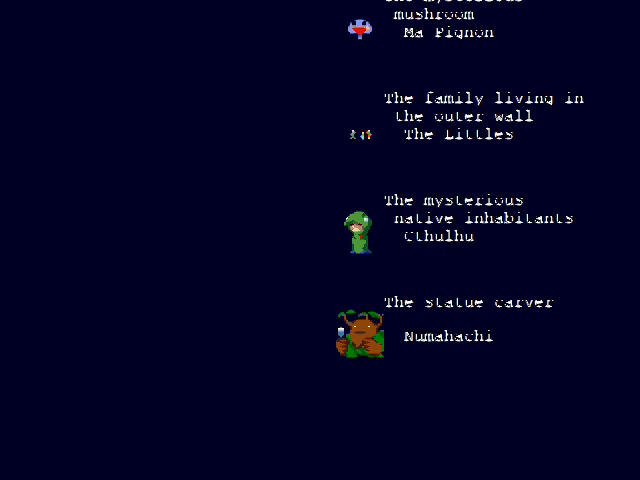 mushroom
Ma Pignon
The family living in
the outer wall
The Littles
The mysterious
native inhabitants
Cthulhu
The statue carver
Numahachi